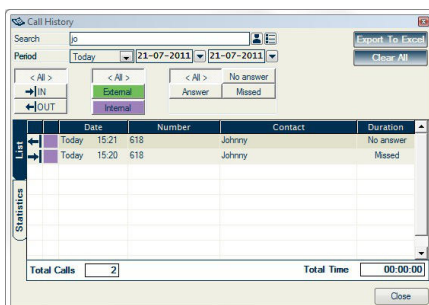 Call History
Search jo Export To Excel
Period Today 21-07-2011 21-07-2011 Clear All
< All > < All > < All > No answer
IN External Answer Missed
OUT Internal
List
Statistics
Date Number Contact Duration
Today 15:21 618 Johnny No answer
Today 15:20 618 Johnny Missed
Total Calls 2 Total Time 00:00:00
Close